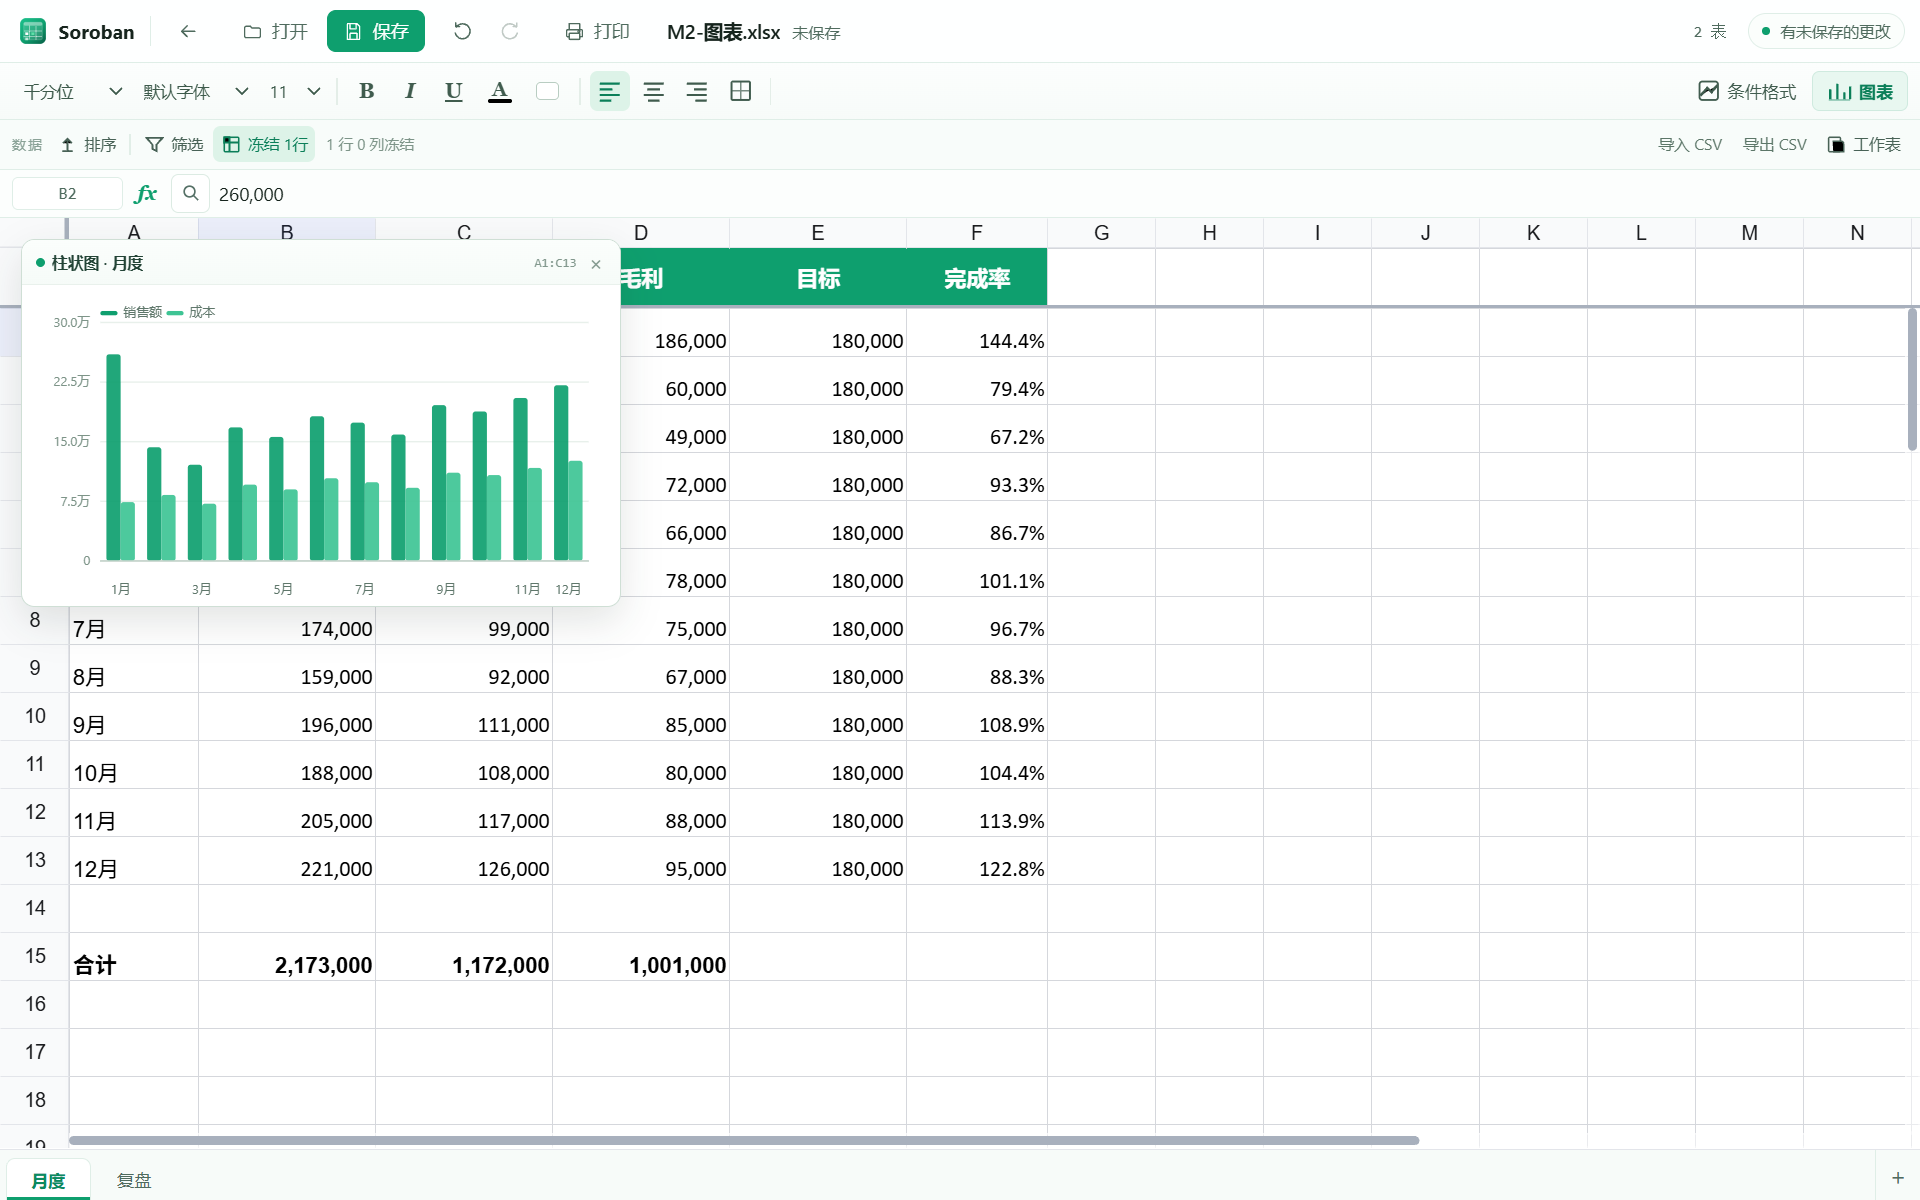 Soroban
打开
保存
打印
M2-图表.xlsx 未保存
2 表
有未保存的更改
千分位
默认字体
11
B I U A
条件格式
图表
数据
排序
筛选
冻结 1行
1 行 0 列冻结
导入 CSV
导出 CSV
工作表
B2
fx
260,000
A B C D E F G H I J K L M N
柱状图 · 月度
A1:C13
×
销售额 成本
30.0万
22.5万
15.0万
7.5万
0
1月 3月 5月 7月 9月 11月 12月
毛利 目标 完成率
186,000 180,000 144.4%
60,000 180,000 79.4%
49,000 180,000 67.2%
72,000 180,000 93.3%
66,000 180,000 86.7%
78,000 180,000 101.1%
8 7月 174,000 99,000 75,000 180,000 96.7%
9 8月 159,000 92,000 67,000 180,000 88.3%
10 9月 196,000 111,000 85,000 180,000 108.9%
11 10月 188,000 108,000 80,000 180,000 104.4%
12 11月 205,000 117,000 88,000 180,000 113.9%
13 12月 221,000 126,000 95,000 180,000 122.8%
14
15 合计 2,173,000 1,172,000 1,001,000
16
17
18
19
月度 复盘
+